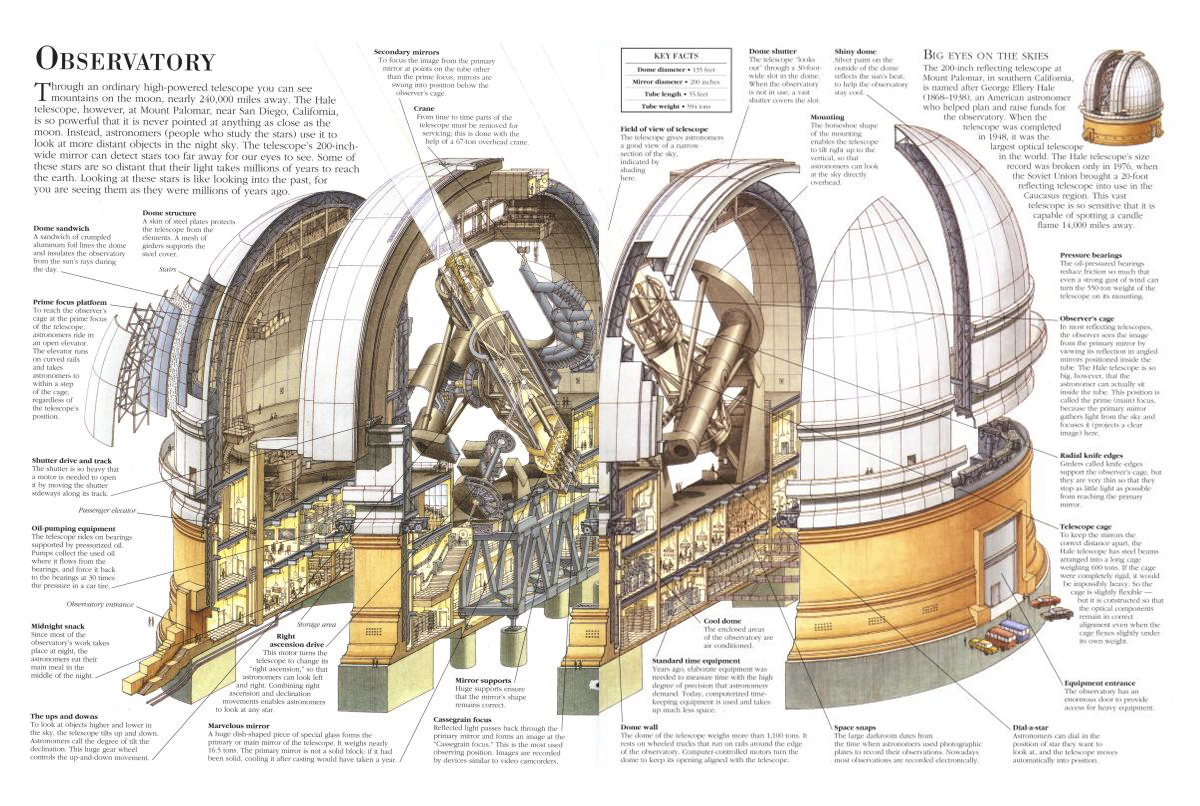 OBSERVATORY
Through an ordinary high-powered telescope you can see
mountains on the moon, nearly 240,000 miles away. The Hale
telescope, however, at Mount Palomar, near San Diego, California,
is so powerful that it is never pointed at anything as close as the
moon. Instead, astronomers (people who study the stars) use it to
look at more distant objects in the night sky. The telescope's 200-inch-
wide mirror can detect stars too far away for our eyes to see. Some of
these stars are so distant that their light takes millions of years to reach
the earth. Looking at these stars is like looking into the past, for
you are seeing them as they were millions of years ago.
Secondary mirrors
To focus the image from the primary
mirror at points on the tube other
than the prime focus, mirrors are
swung into position below the
observer's cage.
Crane
From time to time parts of the
telescope must be removed for
servicing; this is done with the
help of a 67-ton overhead crane.
Dome structure
A skin of steel plates protects
the telescope from the
elements. A mesh of
girders supports the
steel cover.
Dome sandwich
A sandwich of crumpled
aluminum foil lines the dome
and insulates the observatory
from the sun's rays during
the day.
Stairs
Prime focus platform
To reach the observer's
cage at the prime focus
of the telescope,
astronomers ride in
an open elevator.
The elevator runs
on curved rails
and takes
astronomers to
within a step
of the cage,
regardless of
the telescope's
position.
Shutter drive and track
The shutter is so heavy that
a motor is needed to open
it by moving the shutter
sideways along its track.
Passenger elevator
Oil-pumping equipment
The telescope rides on bearings
supported by pressurized oil.
Pumps collect the used oil
where it flows from the
bearings, and force it back
to the bearings at 30 times
the pressure in a car tire.
Observatory entrance
Midnight snack
Since most of the
observatory's work takes
place at night, the
astronomers eat their
main meal in the
middle of the night.
The ups and downs
To look at objects higher and lower in
the sky, the telescope tilts up and down.
Astronomers call the degree of tilt the
declination. This huge gear wheel
controls the up-and-down movement.
Storage area
Right
ascension drive
This motor turns the
telescope to change its
"right ascension," so that
astronomers can look left
and right. Combining right
ascension and declination
movements enables astronomers
to look at any star.
Marvelous mirror
A huge dish-shaped piece of special glass forms the
primary or main mirror of the telescope. It weighs nearly
16.5 tons. The primary mirror is not a solid block: if it had
been solid, cooling it after casting would have taken a year.
Mirror supports
Huge supports ensure
that the mirror's shape
remains correct.
Cassegrain focus
Reflected light passes back through the
primary mirror and forms an image at the
"Cassegrain focus." This is the most used
observing position. Images are recorded
by devices similar to video camcorders.
KEY FACTS
Dome diameter • 135 feet
Mirror diameter • 200 inches
Tube length • 55 feet
Tube weight • 594 tons
Dome shutter
The telescope "looks
out" through a 30-foot-
wide slot in the dome.
When the observatory
is not in use, a vast
shutter covers the slot.
Shiny dome
Silver paint on the
outside of the dome
reflects the sun's heat,
to help the observatory
stay cool.
Field of view of telescope
The telescope gives astronomers
a good view of a narrow
section of the sky,
indicated by
shading
here.
Mounting
The horseshoe shape
of the mounting
enables the telescope
to tilt right up to the
vertical, so that
astronomers can look
at the sky directly
overhead.
BIG EYES ON THE SKIES
The 200-inch reflecting telescope at
Mount Palomar, in southern California,
is named after George Ellery Hale
(1868–1938), an American astronomer
who helped plan and raise funds for
the observatory. When the
telescope was completed
in 1948, it was the
largest optical telescope
in the world. The Hale telescope's size
record was broken only in 1976, when
the Soviet Union brought a 20-foot
reflecting telescope into use in the
Caucasus region. This vast
telescope is so sensitive that it is
capable of spotting a candle
flame 14,000 miles away.
Pressure bearings
The oil-pressured bearings
reduce friction so much that
even a strong gust of wind can
turn the 550-ton weight of the
telescope on its mounting.
Observer's cage
In most reflecting telescopes,
the observer sees the image
from the primary mirror by
viewing its reflection in angled
mirrors positioned inside the
tube. The Hale telescope is so
big, however, that the
astronomer can actually sit
inside the tube. This position is
called the prime (main) focus,
because the primary mirror
gathers light from the sky and
focuses it (projects a clear
image) here.
Radial knife edges
Girders called knife edges
support the observer's cage, but
they are very thin so that they
stop as little light as possible
from reaching the primary
mirror.
Telescope cage
To keep the mirrors the
correct distance apart, the
Hale telescope has steel beams
arranged into a long cage
weighing 600 tons. If the cage
were completely rigid, it would
be impossibly heavy. So the
cage is slightly flexible —
but it is constructed so that
the optical components
remain in correct
alignment even when the
cage flexes slightly under
its own weight.
Cool dome
The enclosed areas
of the observatory are
air conditioned.
Standard time equipment
Years ago, elaborate equipment was
needed to measure time with the high
degree of precision that astronomers
demand. Today, computerized time-
keeping equipment is used and takes
up much less space.
Equipment entrance
The observatory has an
enormous door to provide
access for heavy equipment.
Dome wall
The dome of the telescope weighs more than 1,100 tons. It
rests on wheeled trucks that run on rails around the edge
of the observatory. Computer-controlled motors turn the
dome to keep its opening aligned with the telescope.
Space snaps
The large darkroom dates from
the time when astronomers used photographic
plates to record their observations. Nowadays
most observations are recorded electronically.
Dial-a-star
Astronomers can dial in the
position of star they want to
look at, and the telescope moves
automatically into position.